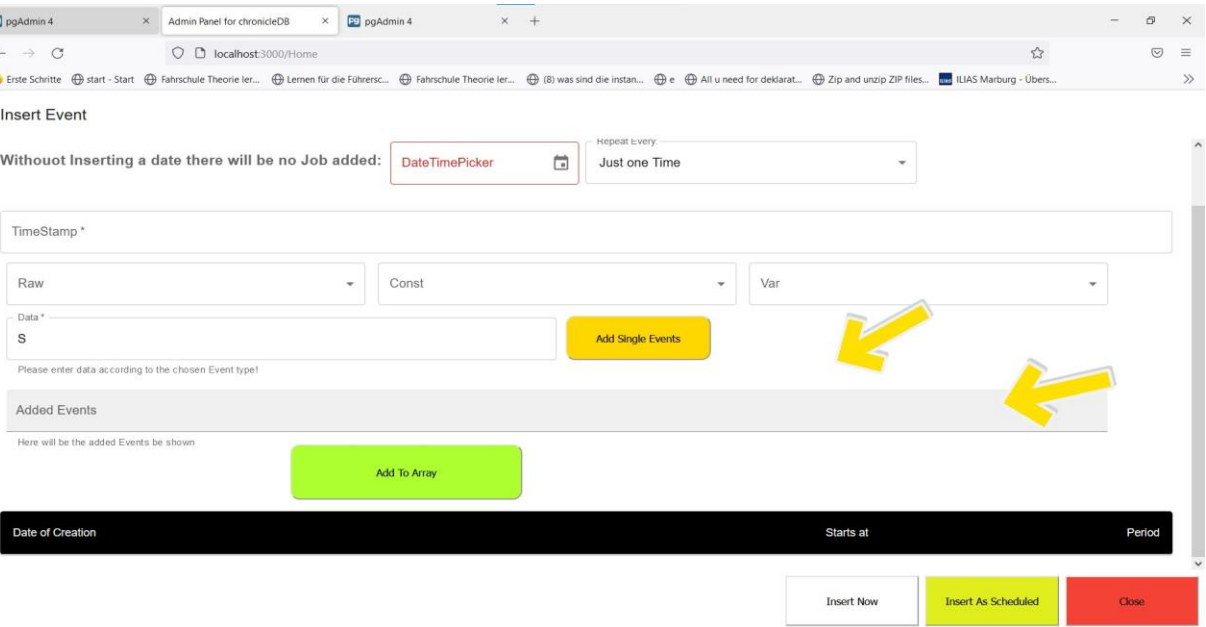 pgAdmin 4 Admin Panel for chronicleDB pgAdmin 4
localhost:3000/Home
Erste Schritte start - Start Fahrschule Theorie ler... Lernen für die Führersc... Fahrschule Theorie ler... (8) was sind die instan... e All u need for deklarat... Zip and unzip ZIP files... ILIAS Marburg - Übers...
Insert Event
Repeat Every:
Withouot Inserting a date there will be no Job added: DateTimePicker Just one Time
TimeStamp *
Raw Const Var
Data *
S Add Single Events
Please enter data according to the chosen Event type!
Added Events
Here will be the added Events be shown
Add To Array
Date of Creation Starts at Period
Insert Now Insert As Scheduled Close